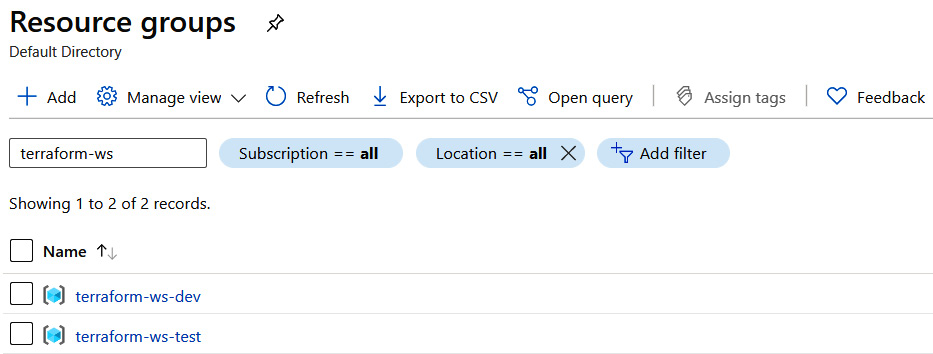 Resource groups
Default Directory
Add Manage view Refresh Export to CSV Open query Assign tags Feedback
terraform-ws Subscription == all Location == all Add filter
Showing 1 to 2 of 2 records.
Name
terraform-ws-dev
terraform-ws-test